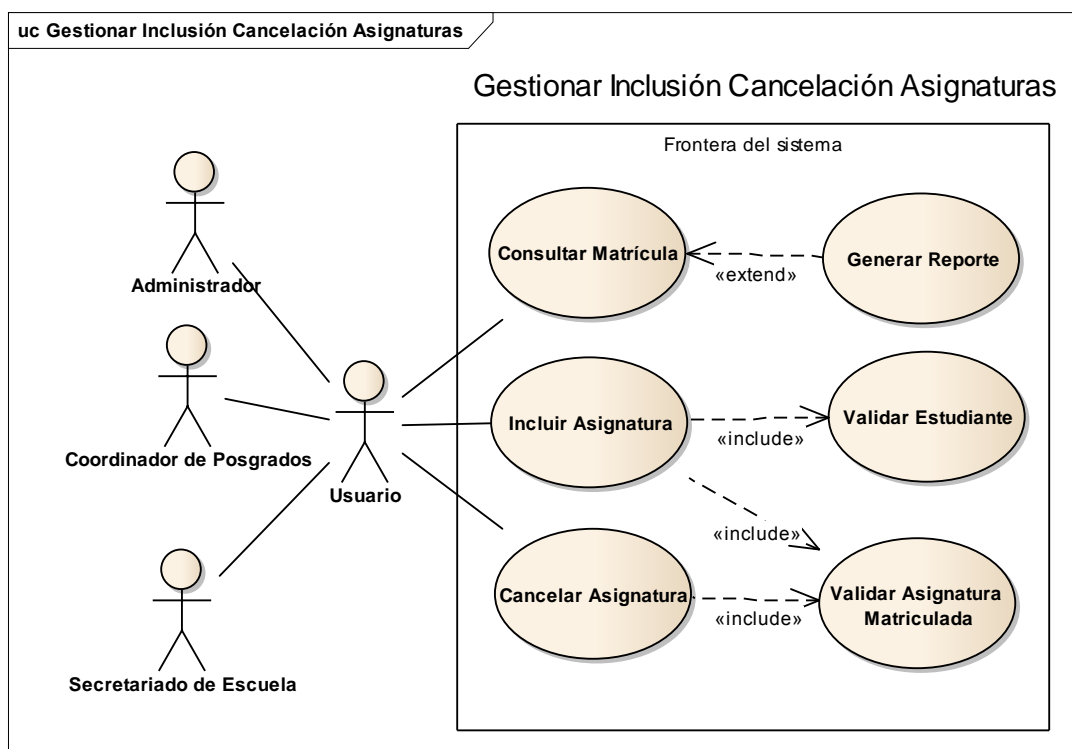 uc Gestionar Inclusión Cancelación Asignaturas
Gestionar Inclusión Cancelación Asignaturas
Frontera del sistema
Administrador
Coordinador de Posgrados
Usuario
Secretariado de Escuela
Consultar Matrícula
«extend»
Generar Reporte
Incluir Asignatura
«include»
Validar Estudiante
«include»
Cancelar Asignatura
«include»
Validar Asignatura
Matriculada